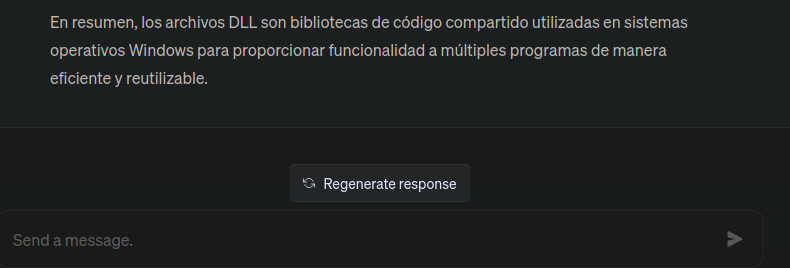 En resumen, los archivos DLL son bibliotecas de código compartido utilizadas en sistemas
operativos Windows para proporcionar funcionalidad a múltiples programas de manera
eficiente y reutilizable.
Regenerate response
Send a message.